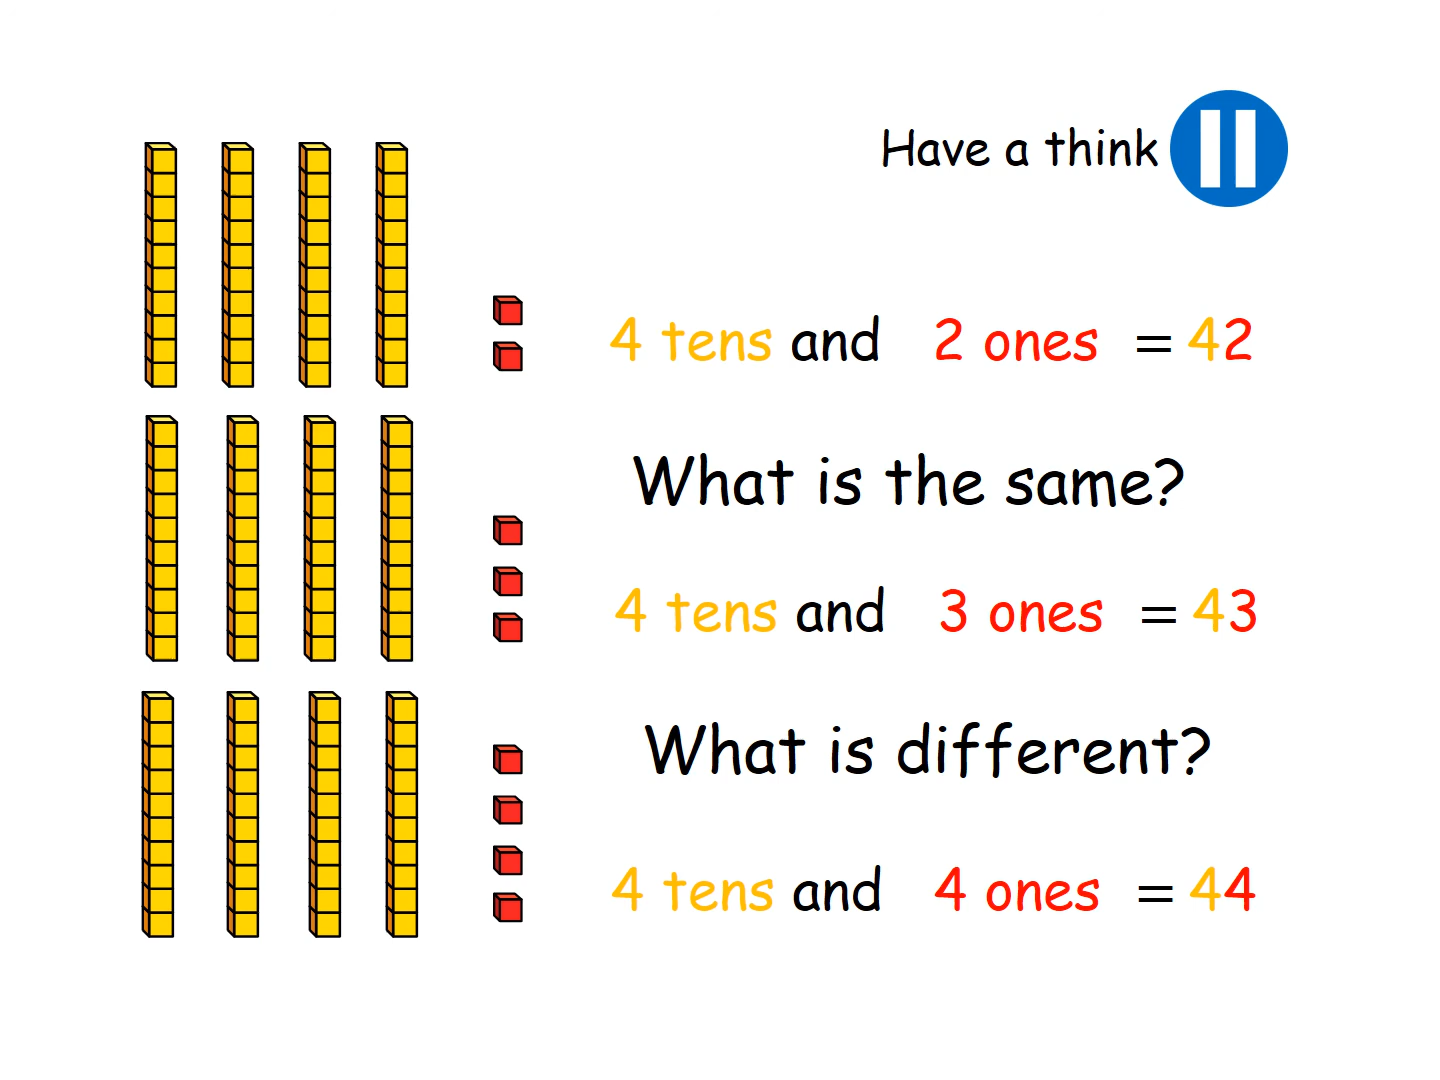 Have a think
4 tens and 2 ones = 42
What is the same?
4 tens and 3 ones = 43
What is different?
4 tens and 4 ones = 44